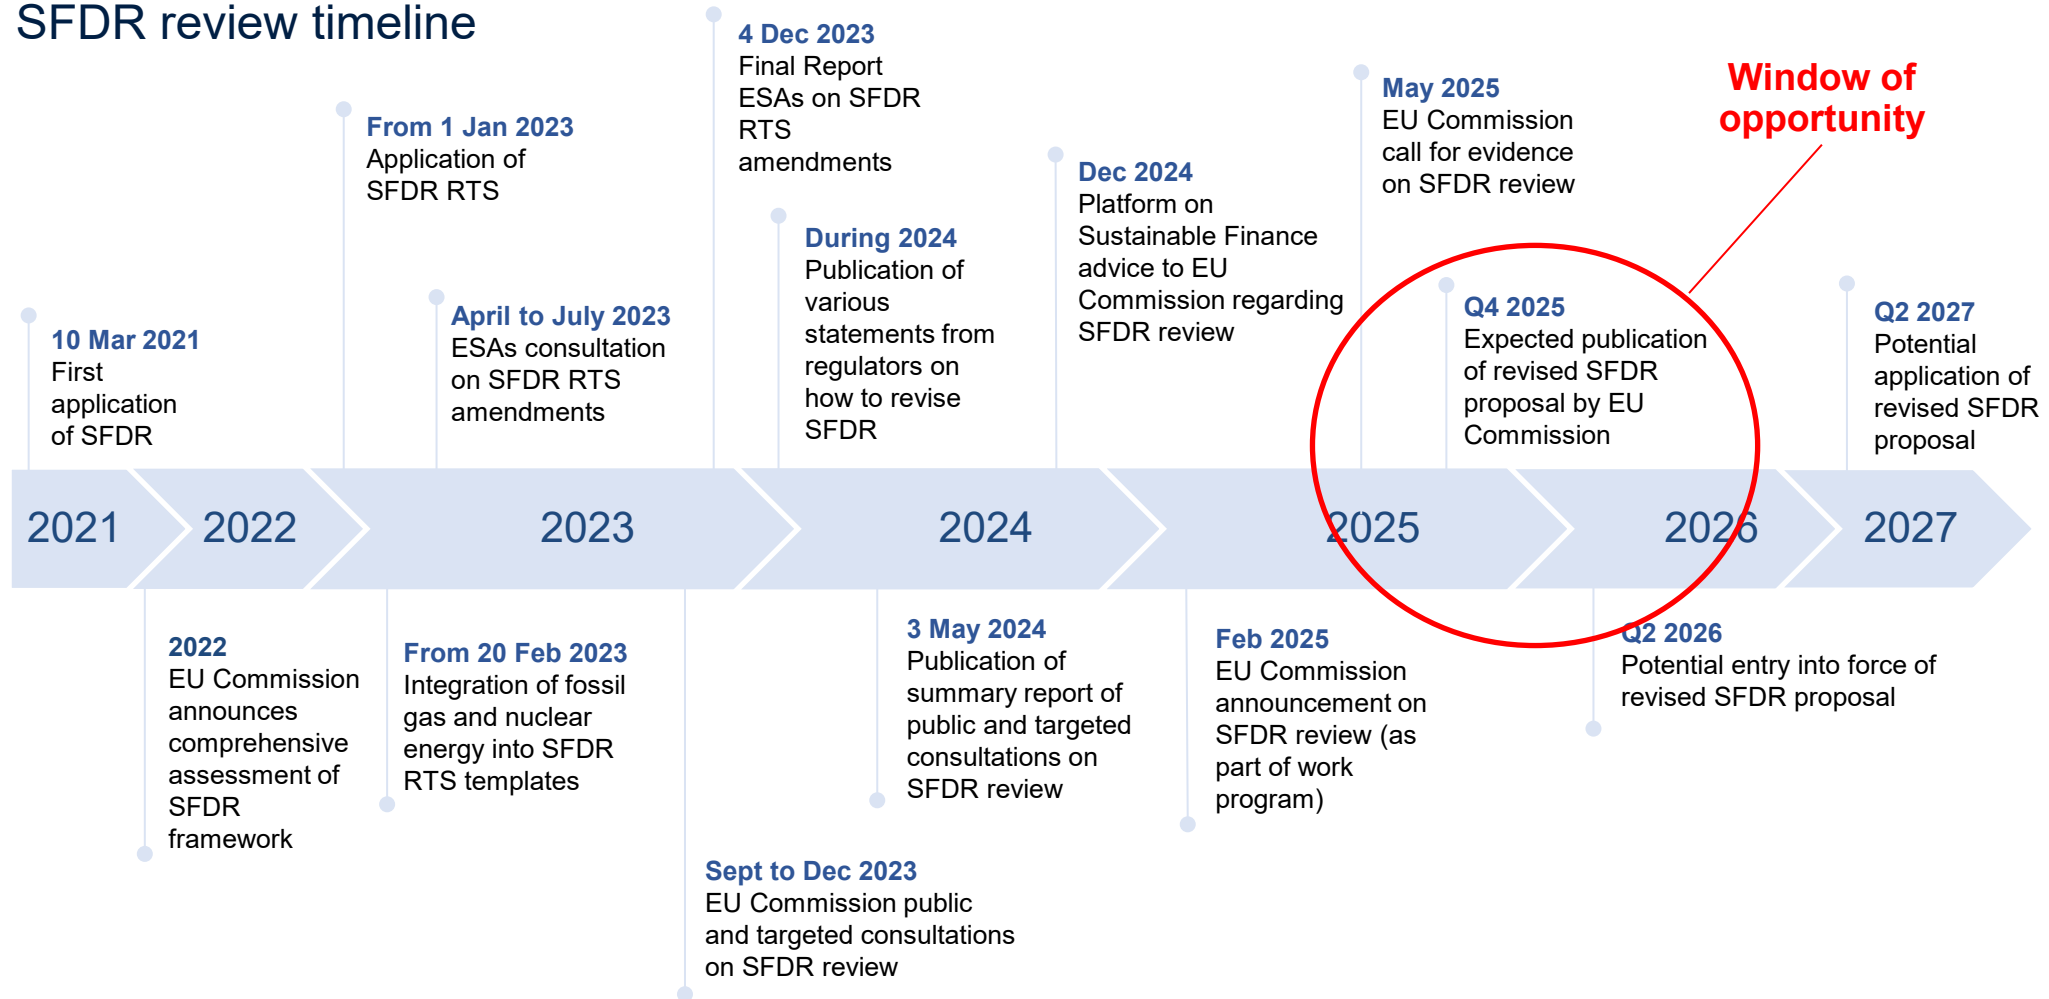 SFDR review timeline
10 Mar 2021
First
application
of SFDR
From 1 Jan 2023
Application of
SFDR RTS
April to July 2023
ESAs consultation
on SFDR RTS
amendments
4 Dec 2023
Final Report
ESAs on SFDR
RTS
amendments
During 2024
Publication of
various
statements from
regulators on
how to revise
SFDR
Dec 2024
Platform on
Sustainable Finance
advice to EU
Commission regarding
SFDR review
May 2025
EU Commission
call for evidence
on SFDR review
Window of
opportunity
Q4 2025
Expected publication
of revised SFDR
proposal by EU
Commission
Q2 2027
Potential
application of
revised SFDR
proposal
2021
2022
2023
2024
2025
2026
2027
2022
EU Commission
announces
comprehensive
assessment of
SFDR
framework
From 20 Feb 2023
Integration of fossil
gas and nuclear
energy into SFDR
RTS templates
Sept to Dec 2023
EU Commission public
and targeted consultations
on SFDR review
3 May 2024
Publication of
summary report of
public and targeted
consultations on
SFDR review
Feb 2025
EU Commission
announcement on
SFDR review (as
part of work
program)
Q2 2026
Potential entry into force of
revised SFDR proposal